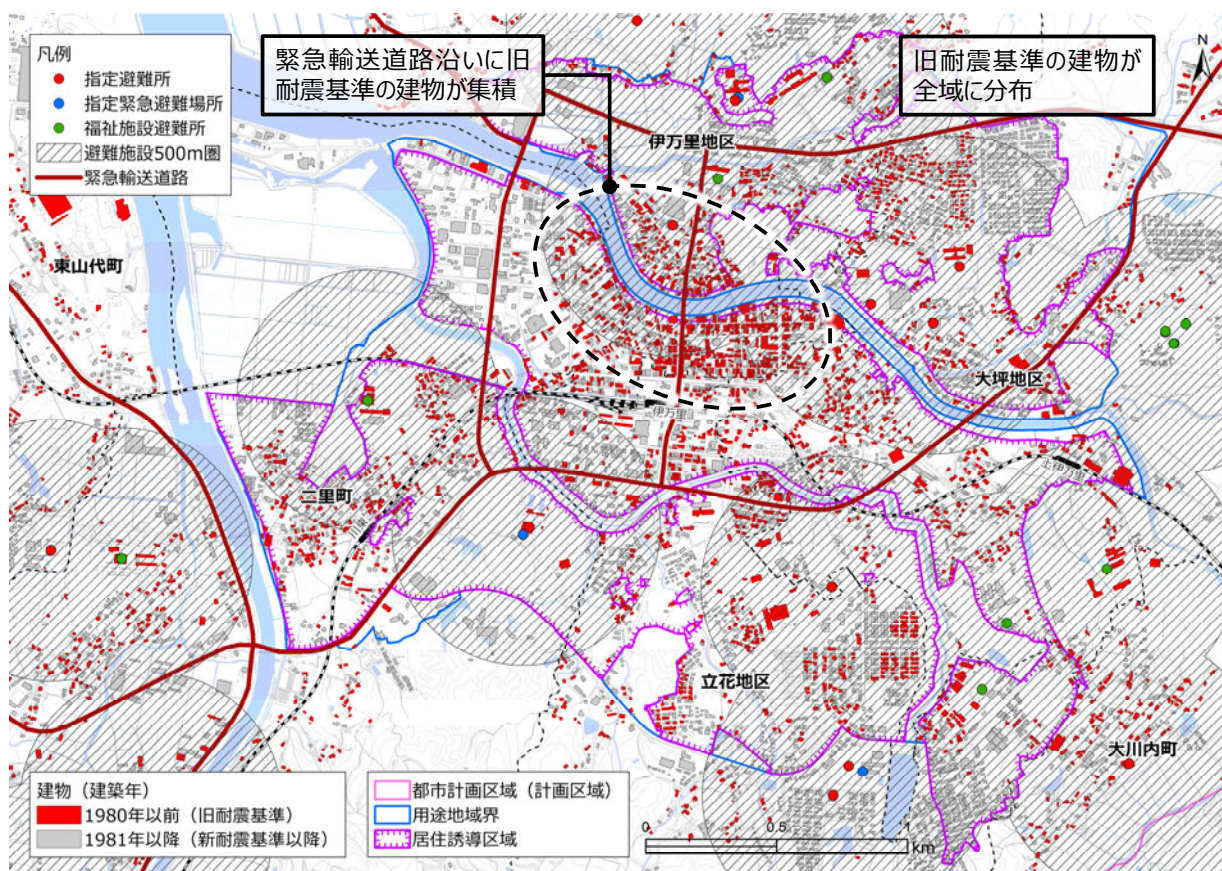 凡例
指定避難所
指定緊急避難場所
福祉施設避難所
避難施設500m圏
緊急輸送道路
緊急輸送道路沿いに旧
耐震基準の建物が集積
旧耐震基準の建物が
全域に分布
N
伊万里地区
東山代町
大坪地区
伊万里
上伊万里
二里町
立花地区
大川内町
建物（建築年）
1980年以前（旧耐震基準）
1981年以降（新耐震基準以降）
都市計画区域（計画区域）
用途地域界
居住誘導区域
0 0.5 1
km